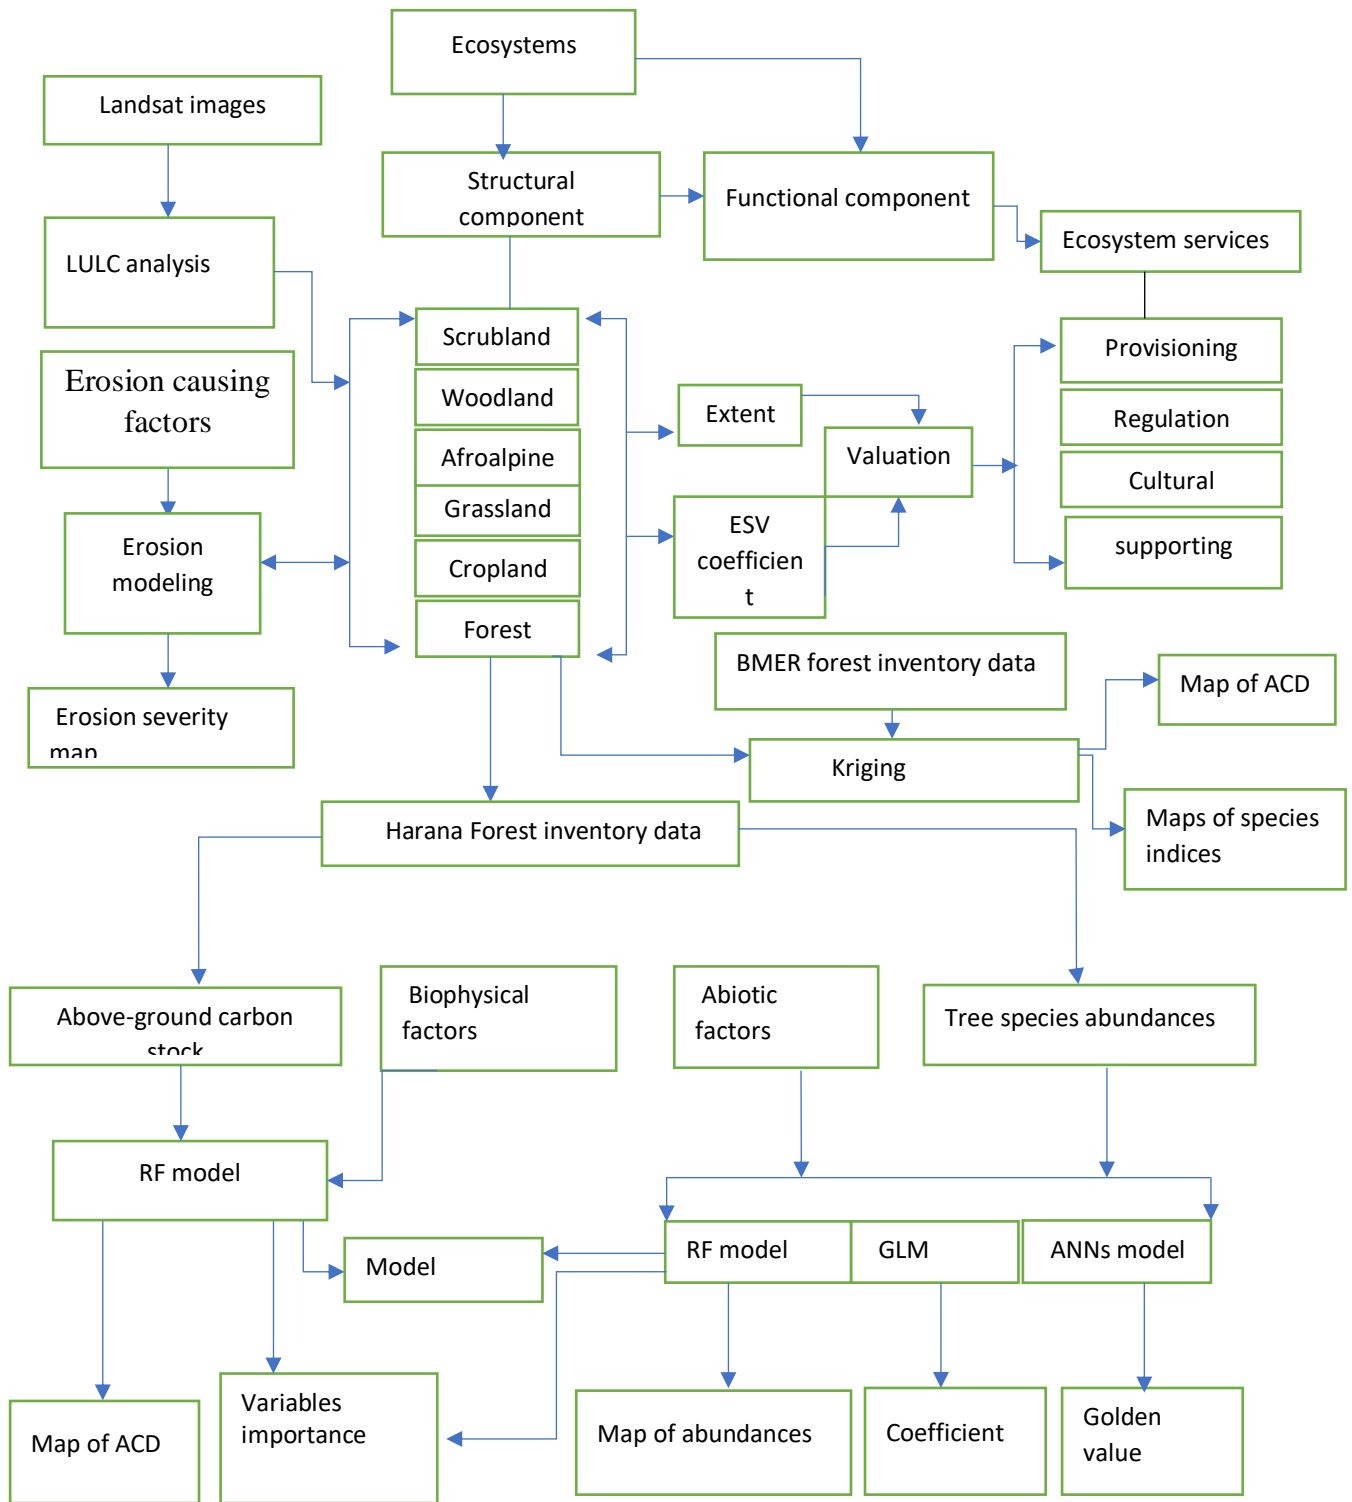 Ecosystems
Landsat images
Structural
component
Functional component
LULC analysis
Ecosystem services
Scrubland
Provisioning
Erosion causing
factors
Woodland
Extent
Regulation
Afroalpine
Valuation
Cultural
Grassland
ESV
coefficien
t
supporting
Erosion
modeling
Cropland
Forest
BMER forest inventory data
Map of ACD
Erosion severity
map
Kriging
Harana Forest inventory data
Maps of species
indices
Above-ground carbon
stock
Biophysical
factors
Abiotic
factors
Tree species abundances
RF model
Model
RF model
GLM
ANNs model
Map of ACD
Variables
importance
Map of abundances
Coefficient
Golden
value